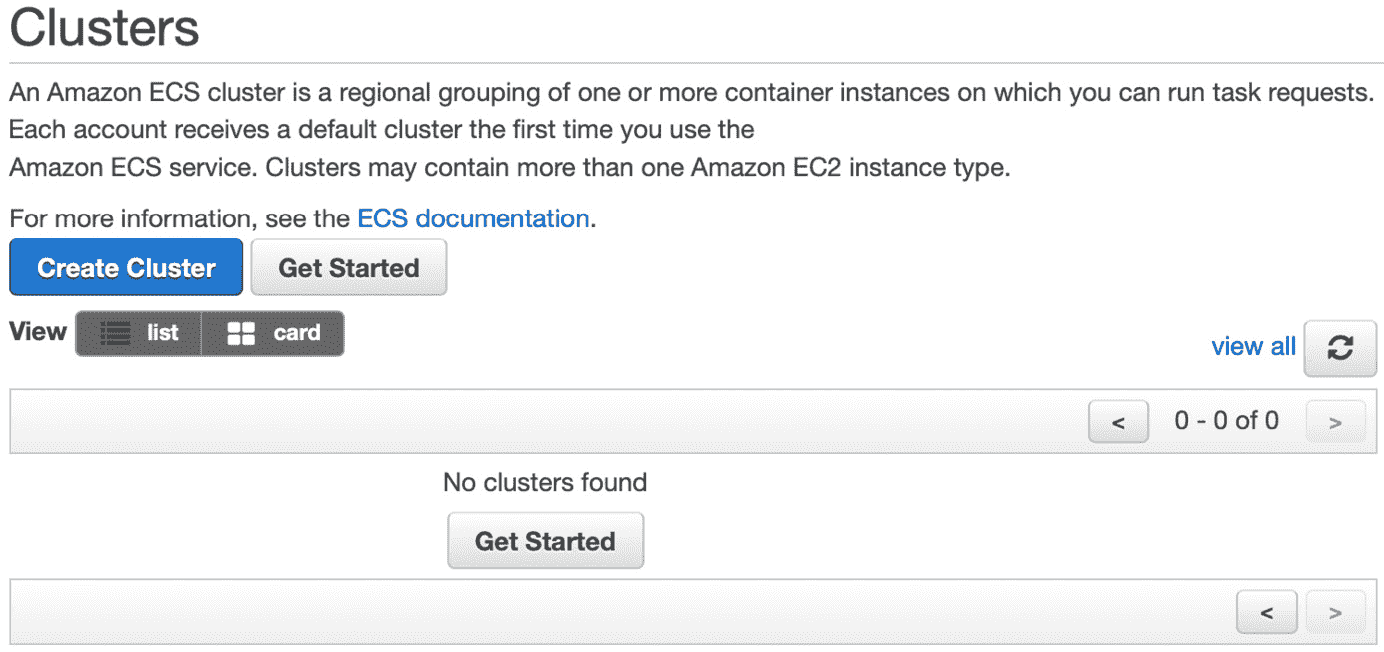 Clusters
An Amazon ECS cluster is a regional grouping of one or more container instances on which you can run task requests.
Each account receives a default cluster the first time you use the
Amazon ECS service. Clusters may contain more than one Amazon EC2 instance type.
For more information, see the ECS documentation.
Create Cluster Get Started
View list card
view all
< 0 - 0 of 0 >
No clusters found
Get Started
< >